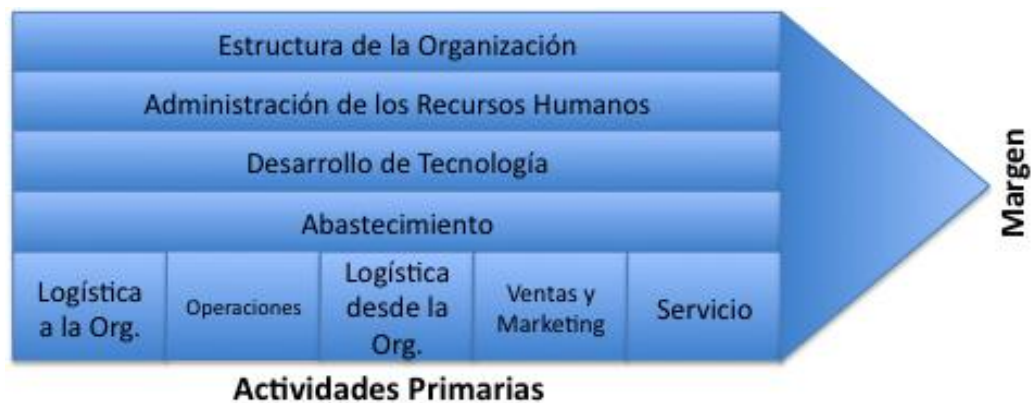 Estructura de la Organización
Administración de los Recursos Humanos
Desarrollo de Tecnología
Abastecimiento
Logística
a la Org.
Operaciones
Logística
desde la
Org.
Ventas y
Marketing
Servicio
Margen
Actividades Primarias